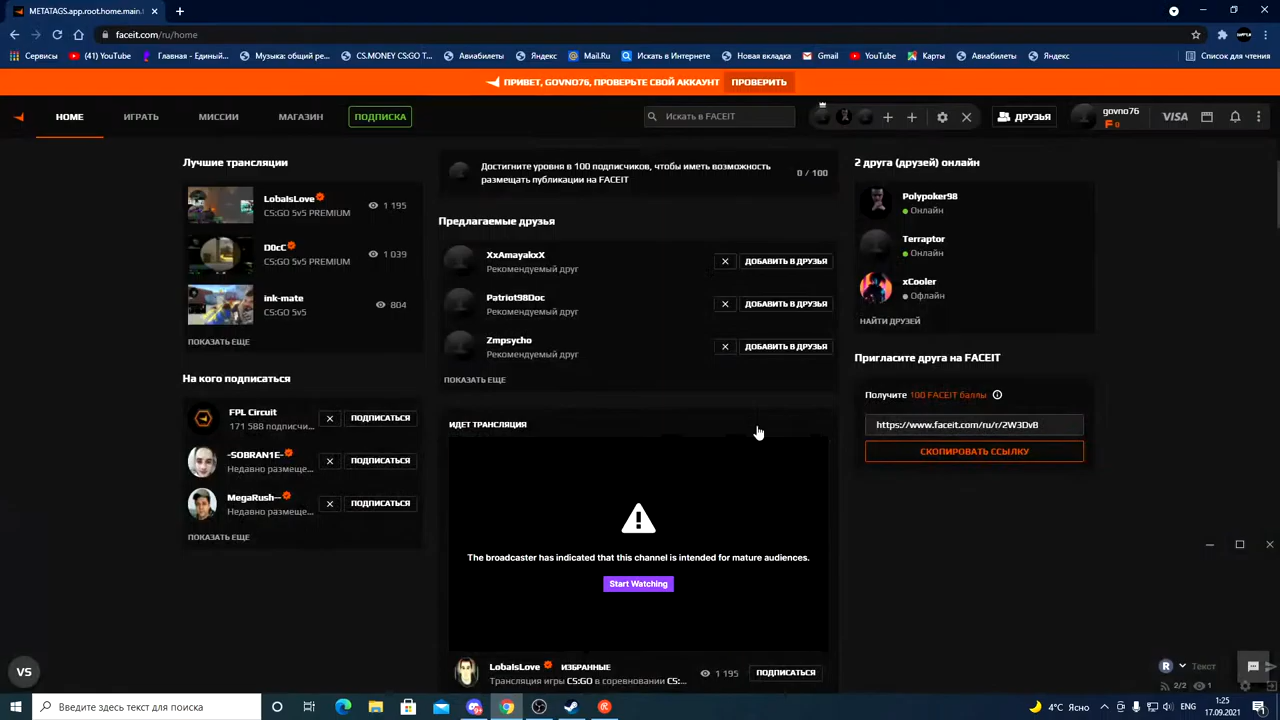 METATAGS.app.root.home.main.t
faceit.com/ru/home
Сервисы
(41) YouTube
Главная - Единый...
Музыка: общий ре...
CS.MONEY CS:GO T...
Авиабилеты
Яндекс
Mail.Ru
Искать в Интернете
Новая вкладка
Gmail
YouTube
Карты
Авиабилеты
Яндекс
Список для чтения
ПРИВЕТ, GOVNO76, ПРОВЕРЬТЕ СВОЙ АККАУНТ
ПРОВЕРИТЬ
HOME
ИГРАТЬ
МИССИИ
МАГАЗИН
ПОДПИСКА
Искать в FACEIT
ДРУЗЬЯ
govno76
0
VISA
Лучшие трансляции
LobaIsLove
1 195
CS:GO 5v5 PREMIUM
D0cC
1 039
CS:GO 5v5 PREMIUM
ink-mate
804
CS:GO 5v5
ПОКАЗАТЬ ЕЩЕ
На кого подписаться
FPL Circuit
171 588 подписчи...
ПОДПИСАТЬСЯ
-SOBRAN1E-
Недавно размеще...
ПОДПИСАТЬСЯ
MegaRush--
Недавно размеще...
ПОДПИСАТЬСЯ
ПОКАЗАТЬ ЕЩЕ
Достигните уровня в 100 подписчиков, чтобы иметь возможность
размещать публикации на FACEIT
0 / 100
Предлагаемые друзья
XxAmayakxX
Рекомендуемый друг
ДОБАВИТЬ В ДРУЗЬЯ
Patriot98Doc
Рекомендуемый друг
ДОБАВИТЬ В ДРУЗЬЯ
Zmpsycho
Рекомендуемый друг
ДОБАВИТЬ В ДРУЗЬЯ
ПОКАЗАТЬ ЕЩЕ
ИДЕТ ТРАНСЛЯЦИЯ
The broadcaster has indicated that this channel is intended for mature audiences.
Start Watching
LobaIsLove
ИЗБРАННЫЕ
Трансляция игры CS:GO в соревновании CS:...
1 195
ПОДПИСАТЬСЯ
2 друга (друзей) онлайн
Polypoker98
Онлайн
Terraptor
Онлайн
xCooler
Офлайн
НАЙТИ ДРУЗЕЙ
Пригласите друга на FACEIT
Получите 100 FACEIT баллы
https://www.faceit.com/ru/r/2W3DvB
СКОПИРОВАТЬ ССЫЛКУ
VS
R
Текст
2/2
1
Введите здесь текст для поиска
4°C Ясно
ENG
1:25
17.09.2021